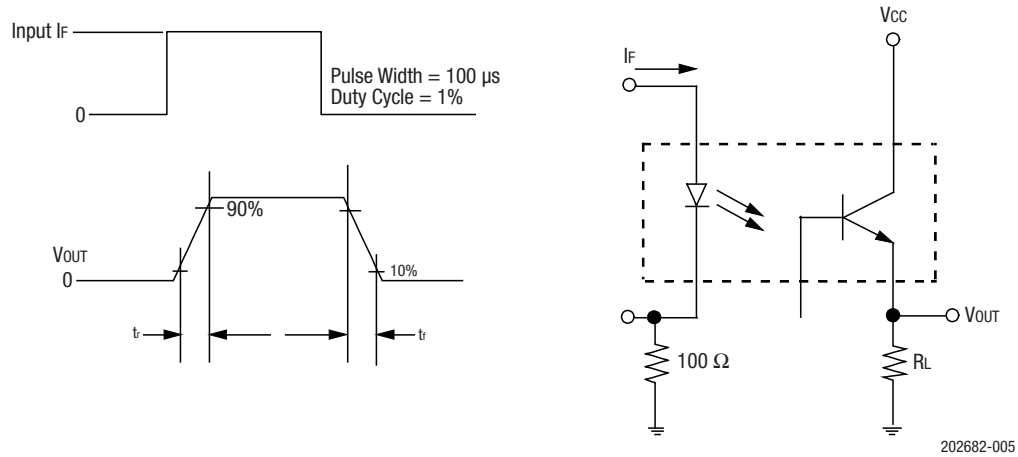 Input IF
0
Pulse Width = 100 µs
Duty Cycle = 1%
VOUT
0
90%
10%
tr
tf
VCC
IF
VOUT
100 Ω
RL
202682-005